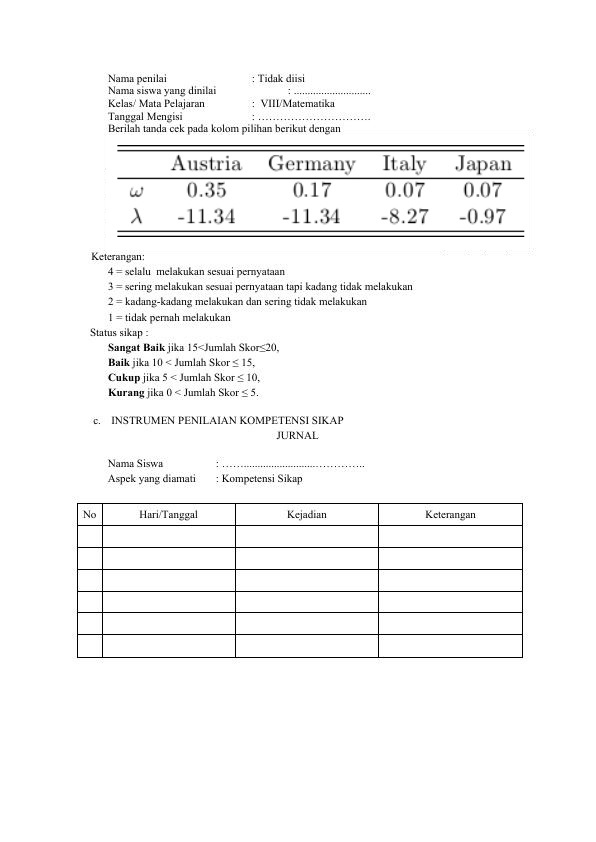 Nama penilai : Tidak diisi
Nama siswa yang dinilai : ............................
Kelas/ Mata Pelajaran : VIII/Matematika
Tanggal Mengisi : ………………………….
Berilah tanda cek pada kolom pilihan berikut dengan
Austria Germany Italy Japan
ω 0.35 0.17 0.07 0.07
λ -11.34 -11.34 -8.27 -0.97
Keterangan:
4 = selalu melakukan sesuai pernyataan
3 = sering melakukan sesuai pernyataan tapi kadang tidak melakukan
2 = kadang-kadang melakukan dan sering tidak melakukan
1 = tidak pernah melakukan
Status sikap :
Sangat Baik jika 15<Jumlah Skor≤20,
Baik jika 10 < Jumlah Skor ≤ 15,
Cukup jika 5 < Jumlah Skor ≤ 10,
Kurang jika 0 < Jumlah Skor ≤ 5.
c. INSTRUMEN PENILAIAN KOMPETENSI SIKAP
JURNAL
Nama Siswa : ……..........................…………..
Aspek yang diamati : Kompetensi Sikap
No Hari/Tanggal Kejadian Keterangan